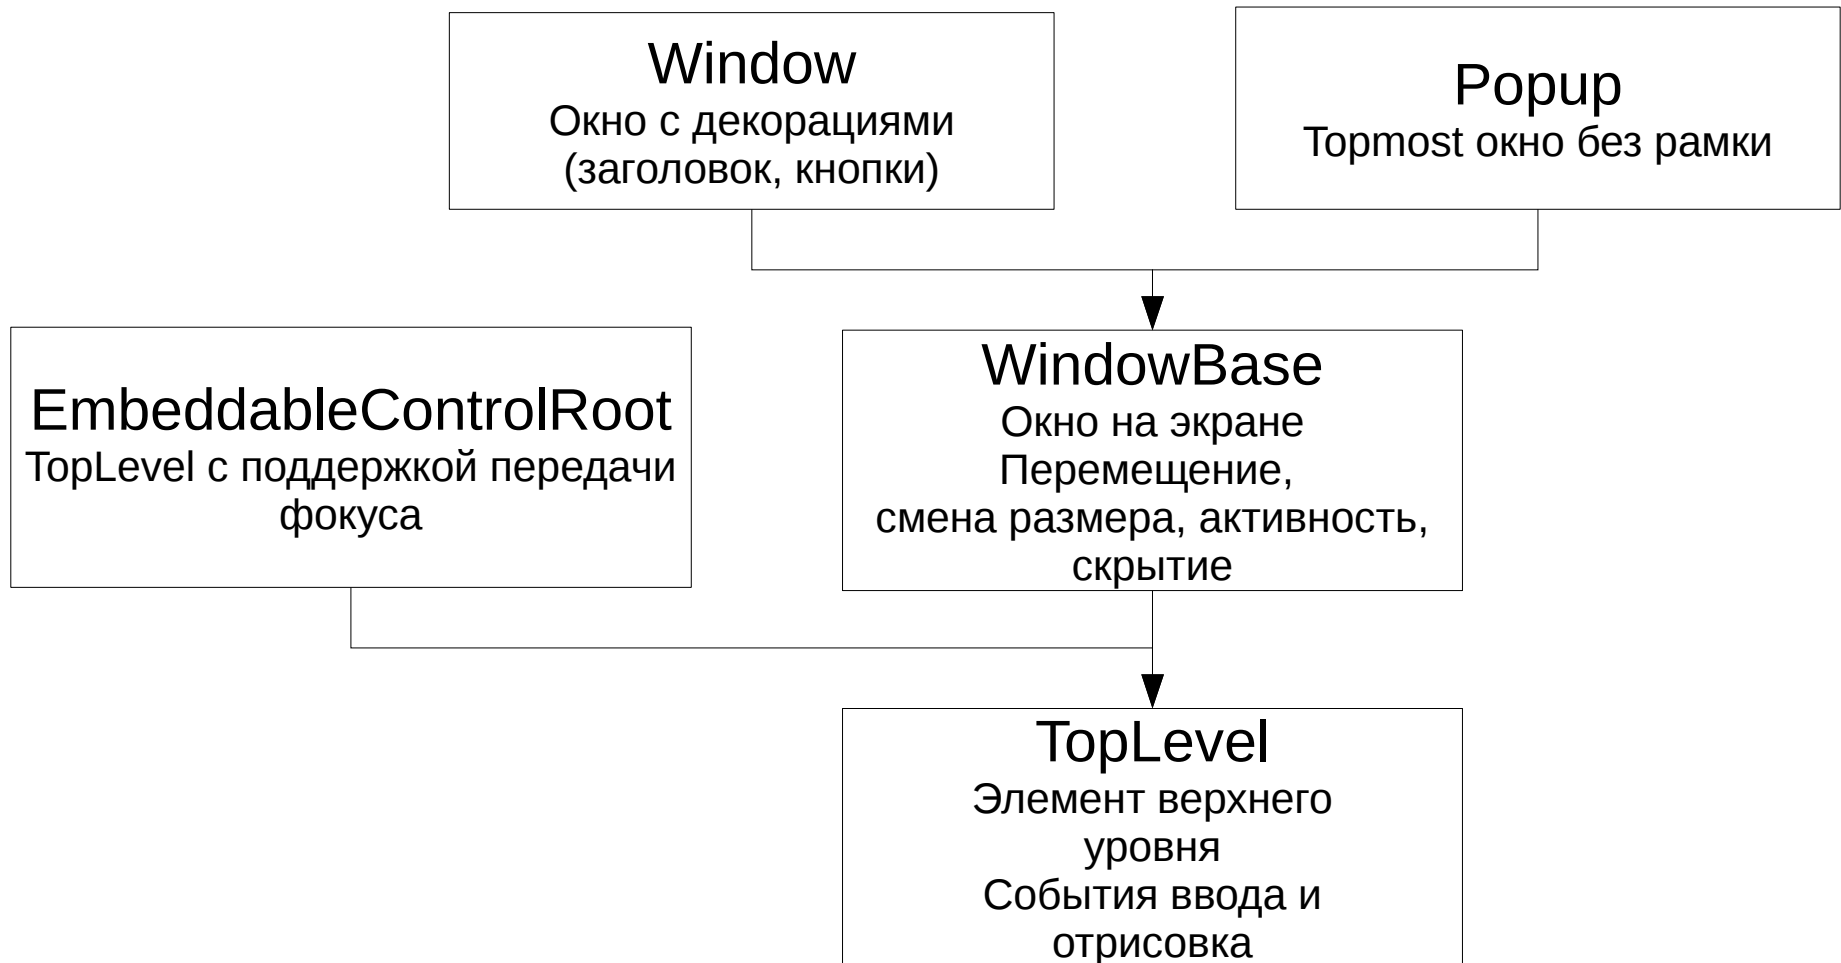 Window
Окно с декорациями
(заголовок, кнопки)
Popup
Topmost окно без рамки
EmbeddableControlRoot
TopLevel с поддержкой передачи
фокуса
WindowBase
Окно на экране
Перемещение,
смена размера, активность,
скрытие
TopLevel
Элемент верхнего
уровня
События ввода и
отрисовка